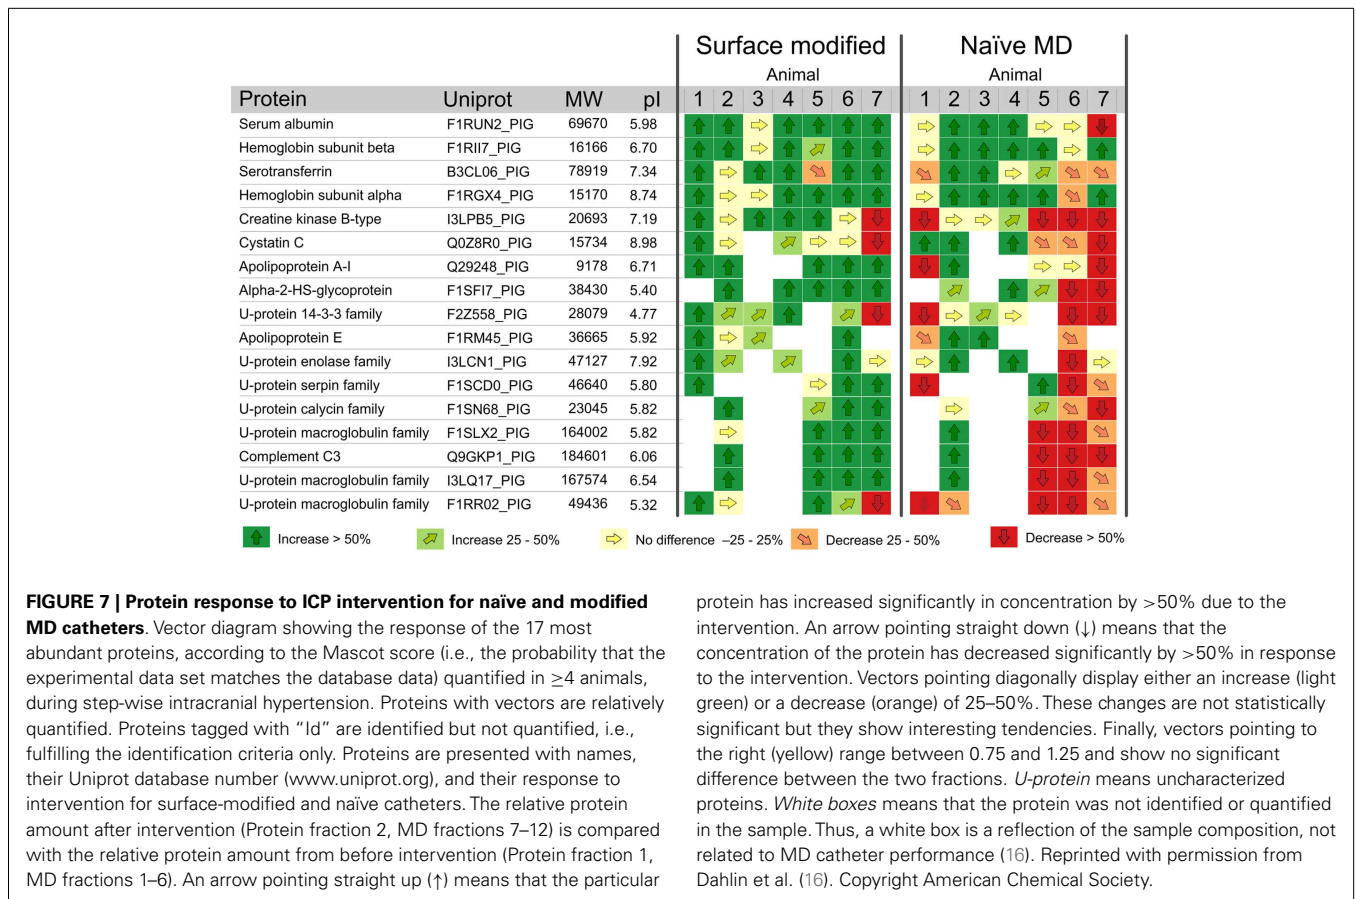 Surface modified Naïve MD
Animal Animal
Protein Uniprot MW pI 1 2 3 4 5 6 7 1 2 3 4 5 6 7
Serum albumin F1RUN2_PIG 69670 5.98
Hemoglobin subunit beta F1RII7_PIG 16166 6.70
Serotransferrin B3CL06_PIG 78919 7.34
Hemoglobin subunit alpha F1RGX4_PIG 15170 8.74
Creatine kinase B-type I3LPB5_PIG 20693 7.19
Cystatin C Q0Z8R0_PIG 15734 8.98
Apolipoprotein A-I Q29248_PIG 9178 6.71
Alpha-2-HS-glycoprotein F1SFI7_PIG 38430 5.40
U-protein 14-3-3 family F2Z558_PIG 28079 4.77
Apolipoprotein E F1RM45_PIG 36665 5.92
U-protein enolase family I3LCN1_PIG 47127 7.92
U-protein serpin family F1SCD0_PIG 46640 5.80
U-protein calycin family F1SN68_PIG 23045 5.82
U-protein macroglobulin family F1SLX2_PIG 164002 5.82
Complement C3 Q9GKP1_PIG 184601 6.06
U-protein macroglobulin family I3LQ17_PIG 167574 6.54
U-protein macroglobulin family F1RR02_PIG 49436 5.32
Increase > 50% Increase 25 - 50% No difference –25 - 25% Decrease 25 - 50% Decrease > 50%
FIGURE 7 | Protein response to ICP intervention for naïve and modified
MD catheters. Vector diagram showing the response of the 17 most
abundant proteins, according to the Mascot score (i.e., the probability that the
experimental data set matches the database data) quantified in ≥4 animals,
during step-wise intracranial hypertension. Proteins with vectors are relatively
quantified. Proteins tagged with “Id” are identified but not quantified, i.e.,
fulfilling the identification criteria only. Proteins are presented with names,
their Uniprot database number (www.uniprot.org), and their response to
intervention for surface-modified and naïve catheters. The relative protein
amount after intervention (Protein fraction 2, MD fractions 7–12) is compared
with the relative protein amount from before intervention (Protein fraction 1,
MD fractions 1–6). An arrow pointing straight up (↑) means that the particular
protein has increased significantly in concentration by >50% due to the
intervention. An arrow pointing straight down (↓) means that the
concentration of the protein has decreased significantly by >50% in response
to the intervention. Vectors pointing diagonally display either an increase (light
green) or a decrease (orange) of 25–50%. These changes are not statistically
significant but they show interesting tendencies. Finally, vectors pointing to
the right (yellow) range between 0.75 and 1.25 and show no significant
difference between the two fractions. U-protein means uncharacterized
proteins. White boxes means that the protein was not identified or quantified
in the sample. Thus, a white box is a reflection of the sample composition, not
related to MD catheter performance (16). Reprinted with permission from
Dahlin et al. (16). Copyright American Chemical Society.